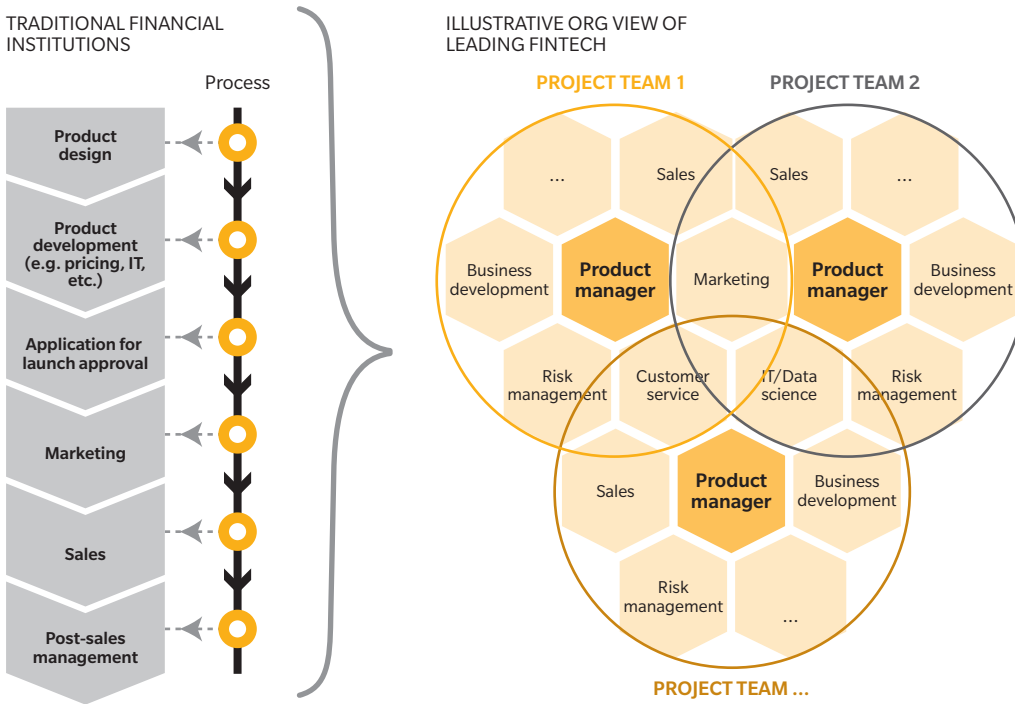 TRADITIONAL FINANCIAL
INSTITUTIONS
Process
Product
design
Product
development
(e.g. pricing, IT,
etc.)
Application for
launch approval
Marketing
Sales
Post-sales
management
ILLUSTRATIVE ORG VIEW OF
LEADING FINTECH
PROJECT TEAM 1
PROJECT TEAM 2
...
Sales
Sales
...
Business
development
Product
manager
Marketing
Product
manager
Business
development
Risk
management
Customer
service
IT/Data
science
Risk
management
Sales
Product
manager
Business
development
Risk
management
...
PROJECT TEAM ...